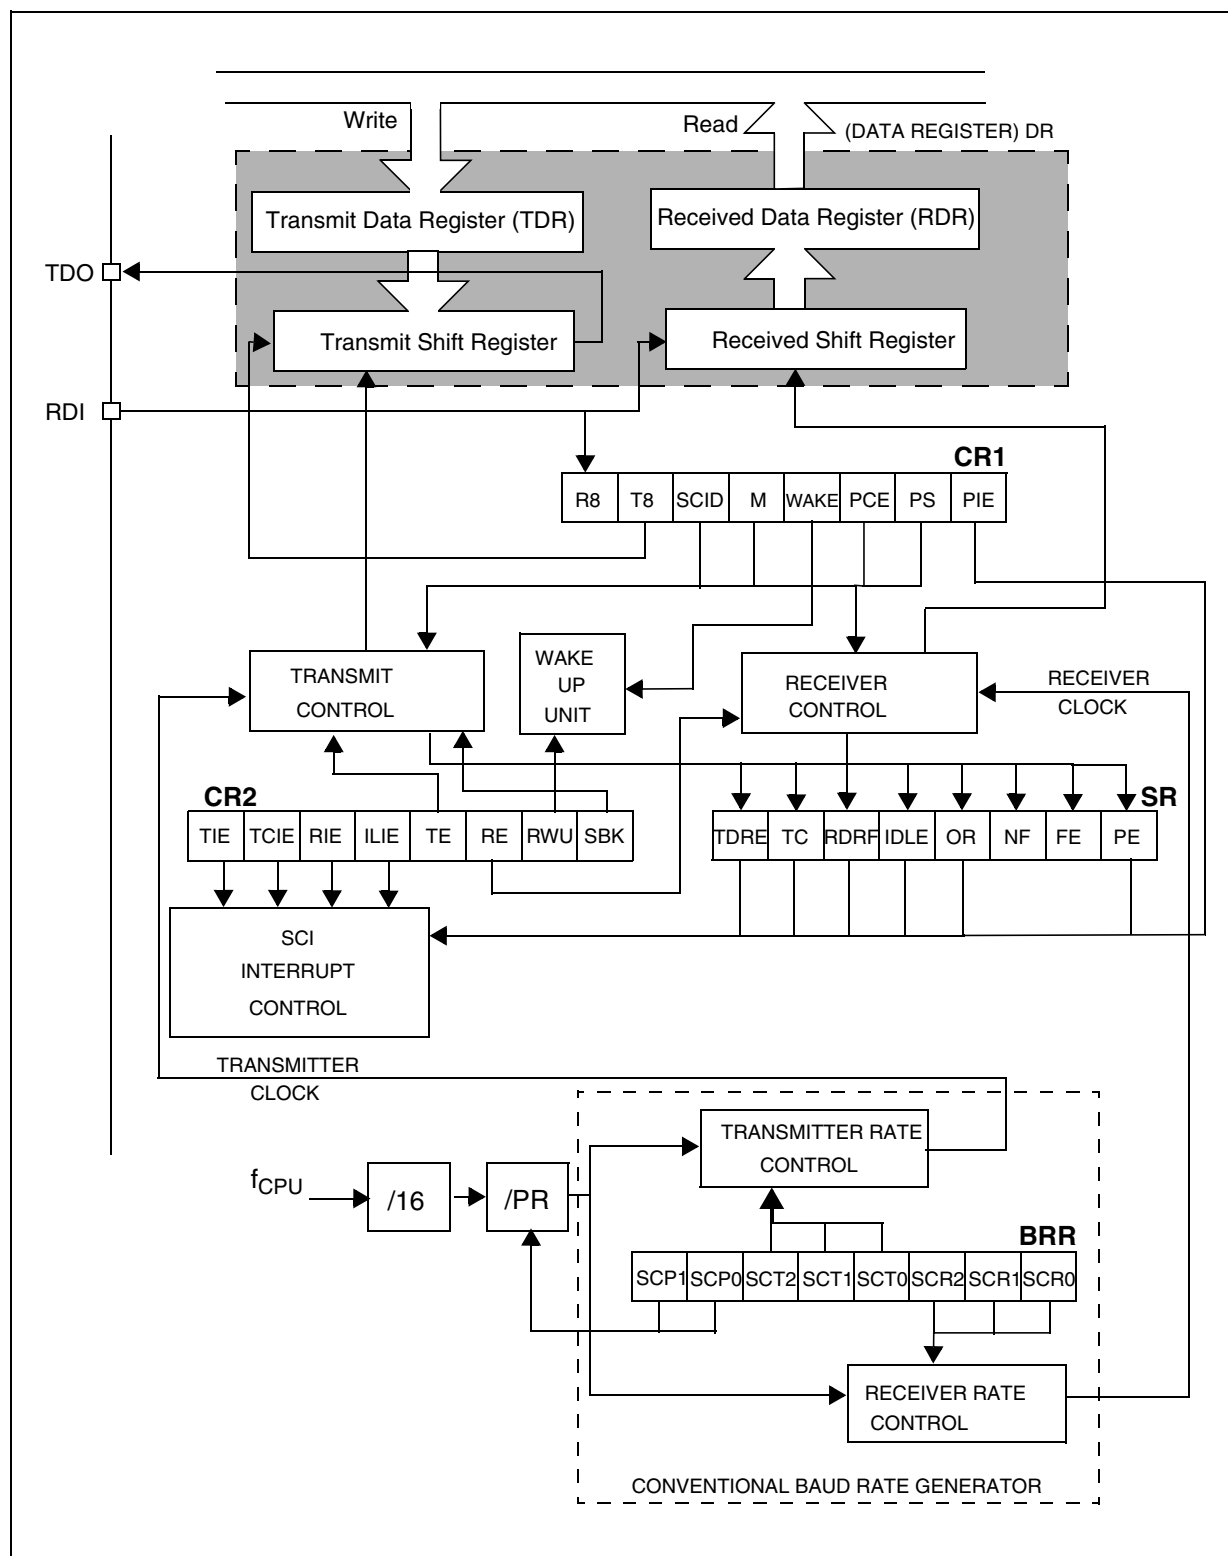 Write
Read
(DATA REGISTER) DR
Transmit Data Register (TDR)
Received Data Register (RDR)
TDO
Transmit Shift Register
Received Shift Register
RDI
CR1
R8 T8 SCID M WAKE PCE PS PIE
TRANSMIT
CONTROL
WAKE
UP
UNIT
RECEIVER
CONTROL
RECEIVER
CLOCK
CR2
TIE TCIE RIE ILIE TE RE RWU SBK
SR
TDRE TC RDRF IDLE OR NF FE PE
SCI
INTERRUPT
CONTROL
TRANSMITTER
CLOCK
TRANSMITTER RATE
CONTROL
fCPU
/16
/PR
BRR
SCP1 SCP0 SCT2 SCT1 SCT0 SCR2 SCR1 SCR0
RECEIVER RATE
CONTROL
CONVENTIONAL BAUD RATE GENERATOR